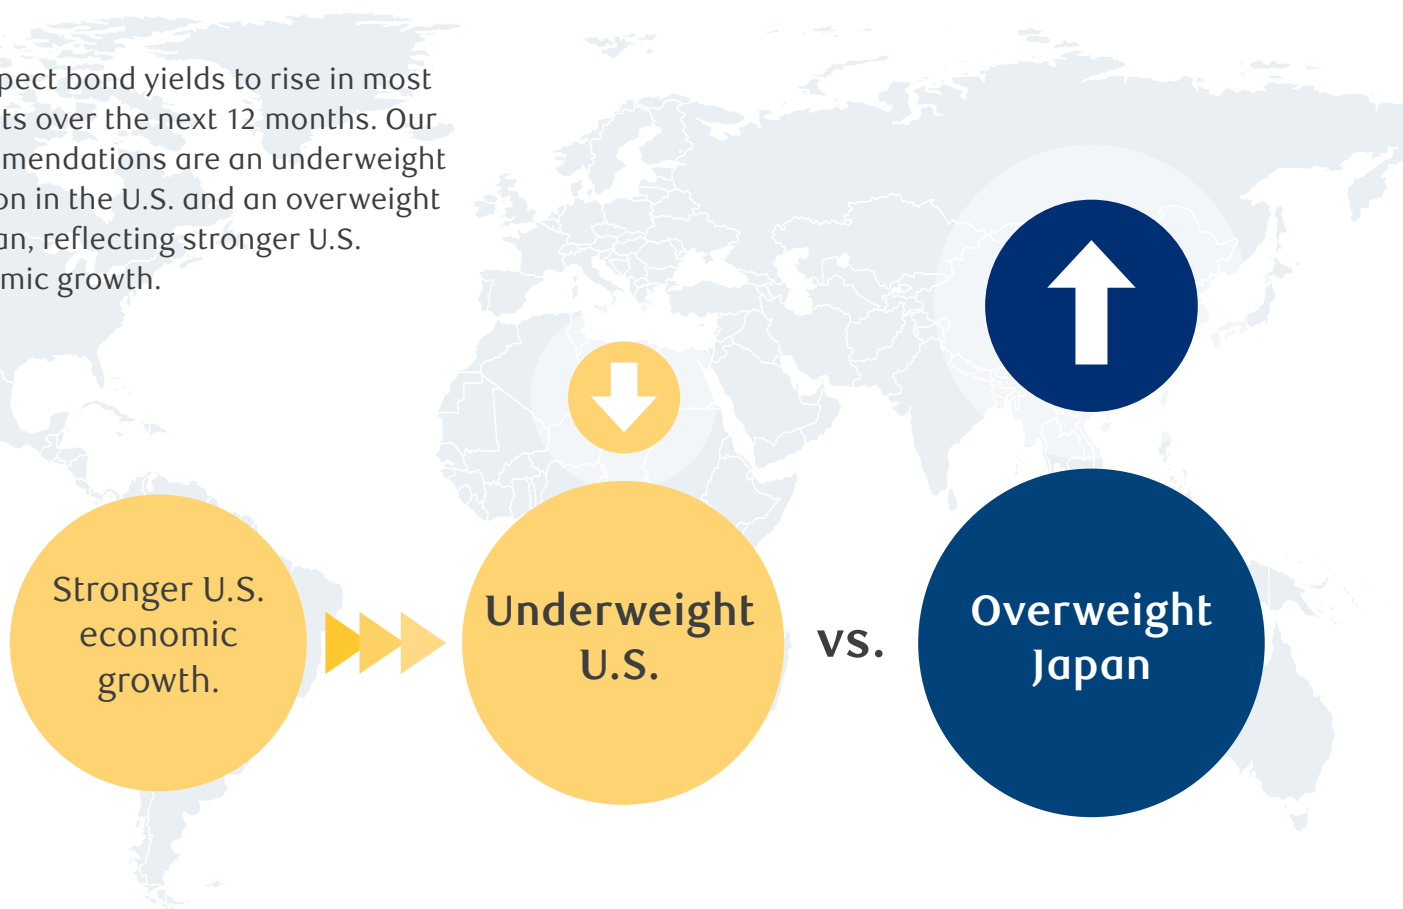 pect bond yields to rise in most
ts over the next 12 months. Our
mendations are an underweight
on in the U.S. and an overweight
an, reflecting stronger U.S.
mic growth.
Stronger U.S.
economic
growth.
Underweight
U.S.
vs.
Overweight
Japan